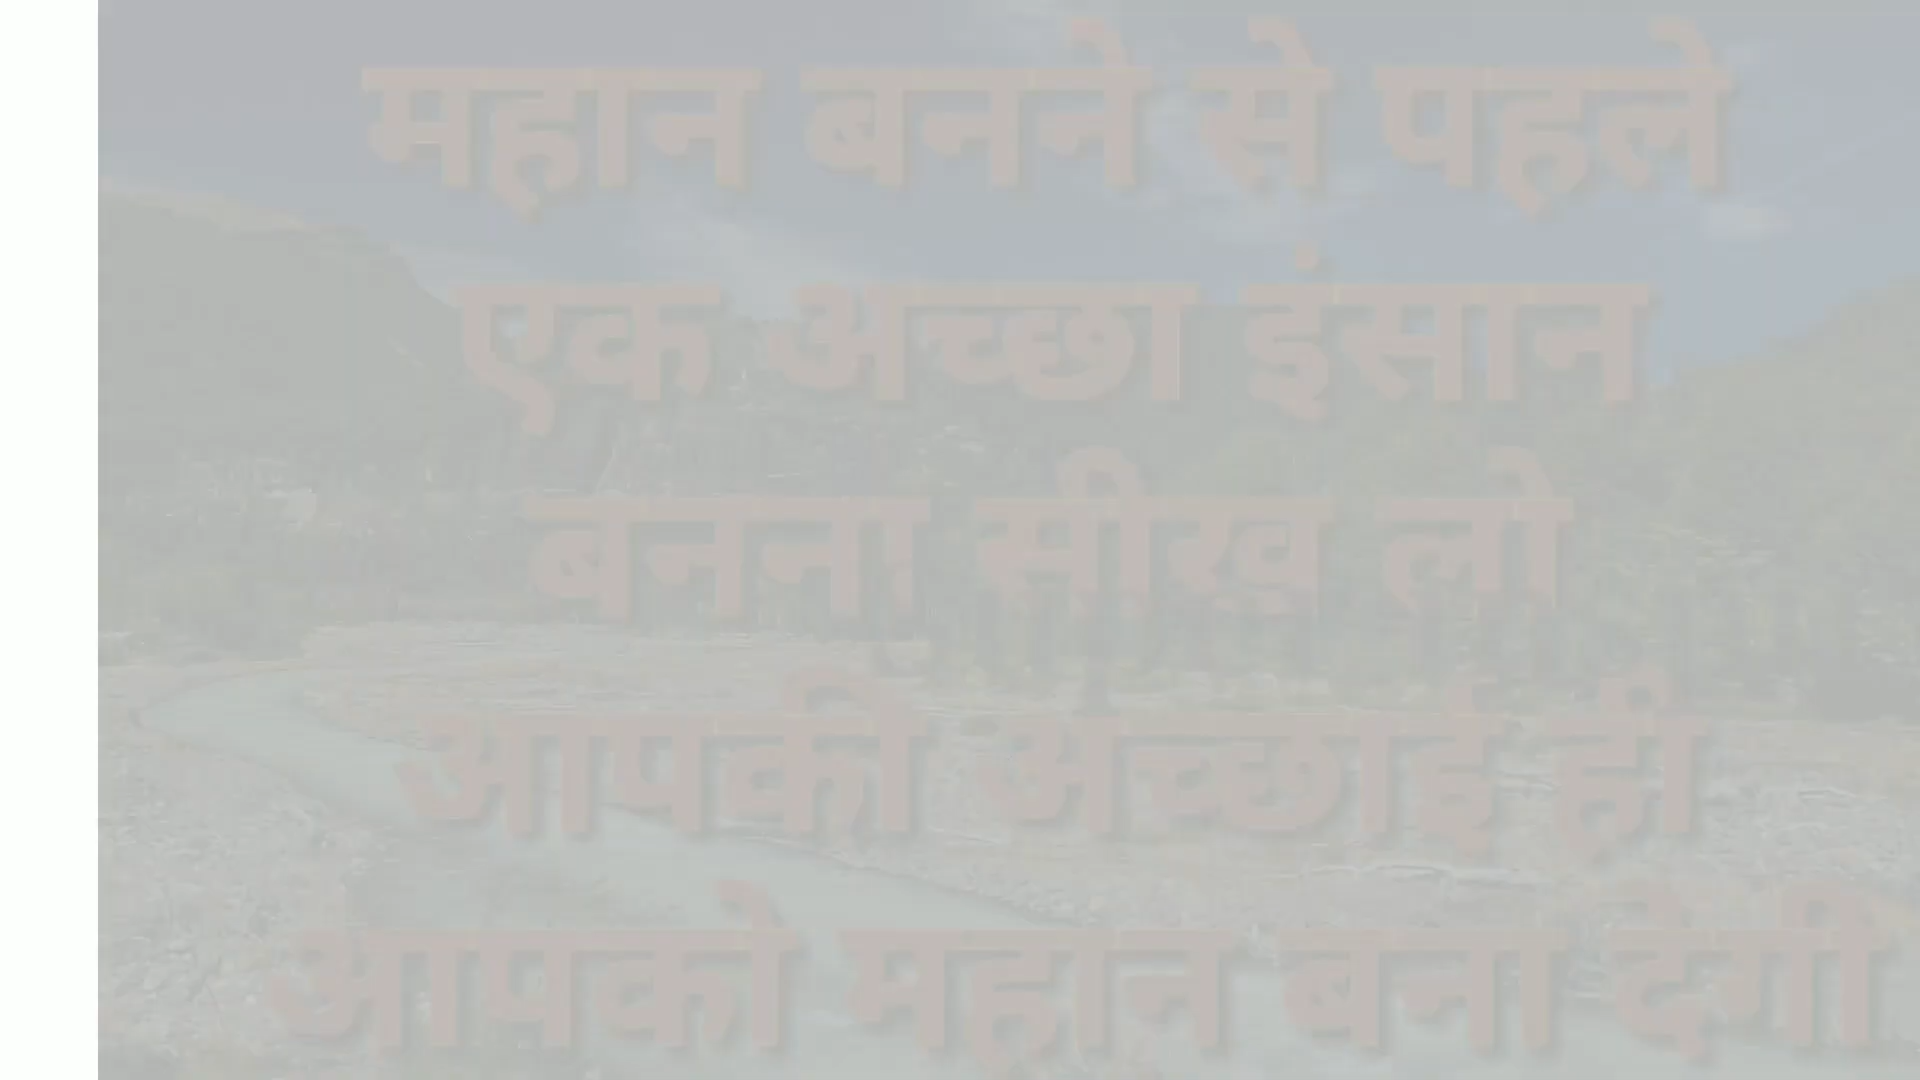 महान बनने से पहले
एक अच्छा इंसान
बनना सीख लो
आपकी अच्छाई ही
आपको महान बना देगी